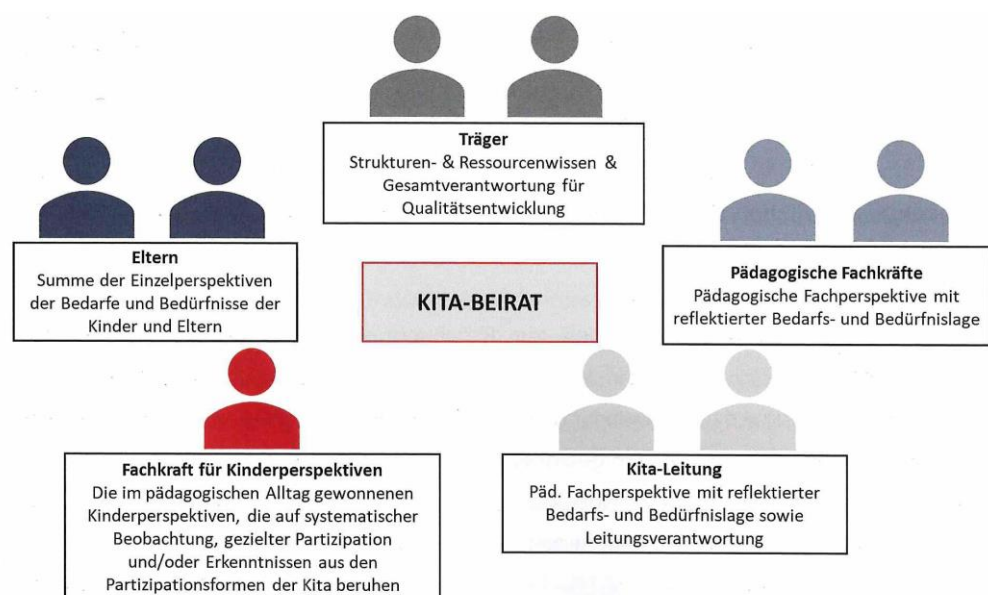 Träger
Strukturen- & Ressourcenwissen &
Gesamtverantwortung für
Qualitätsentwicklung
Eltern
Summe der Einzelperspektiven
der Bedarfe und Bedürfnisse der
Kinder und Eltern
KITA-BEIRAT
Pädagogische Fachkräfte
Pädagogische Fachperspektive mit
reflektierter Bedarfs- und Bedürfnislage
Fachkraft für Kinderperspektiven
Die im pädagogischen Alltag gewonnenen
Kinderperspektiven, die auf systematischer
Beobachtung, gezielter Partizipation
und/oder Erkenntnissen aus den
Partizipationsformen der Kita beruhen
Kita-Leitung
Päd. Fachperspektive mit reflektierter
Bedarfs- und Bedürfnislage sowie
Leitungsverantwortung